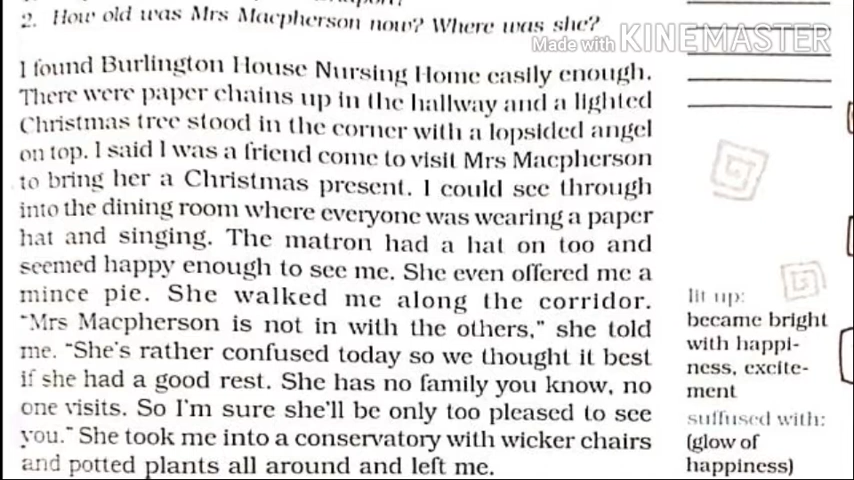 2. How old was Mrs Macpherson now? Where was she?
Made with KINEMASTER
I found Burlington House Nursing Home easily enough.
There were paper chains up in the hallway and a lighted
Christmas tree stood in the corner with a lopsided angel
on top. I said I was a friend come to visit Mrs Macpherson
to bring her a Christmas present. I could see through
into the dining room where everyone was wearing a paper
hat and singing. The matron had a hat on too and
seemed happy enough to see me. She even offered me a
mince pie. She walked me along the corridor.
"Mrs Macpherson is not in with the others," she told
me. "She's rather confused today so we thought it best
if she had a good rest. She has no family you know, no
one visits. So I'm sure she'll be only too pleased to see
you." She took me into a conservatory with wicker chairs
and potted plants all around and left me.
lit up:
became bright
with happi-
ness, excite-
ment
suffused with:
(glow of
happiness)